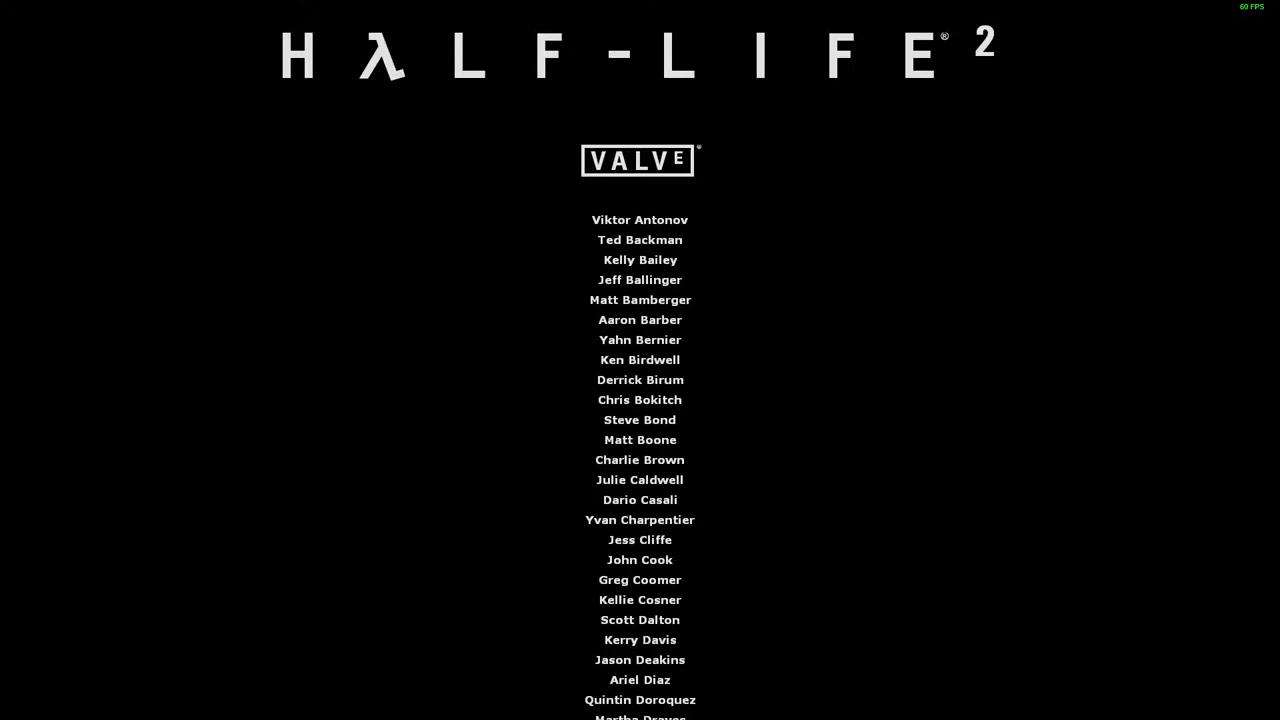 60 FPS
HλLF-LIFE® 2
VALVE®
Viktor Antonov
Ted Backman
Kelly Bailey
Jeff Ballinger
Matt Bamberger
Aaron Barber
Yahn Bernier
Ken Birdwell
Derrick Birum
Chris Bokitch
Steve Bond
Matt Boone
Charlie Brown
Julie Caldwell
Dario Casali
Yvan Charpentier
Jess Cliffe
John Cook
Greg Coomer
Kellie Cosner
Scott Dalton
Kerry Davis
Jason Deakins
Ariel Diaz
Quintin Doroquez
Martha Draves